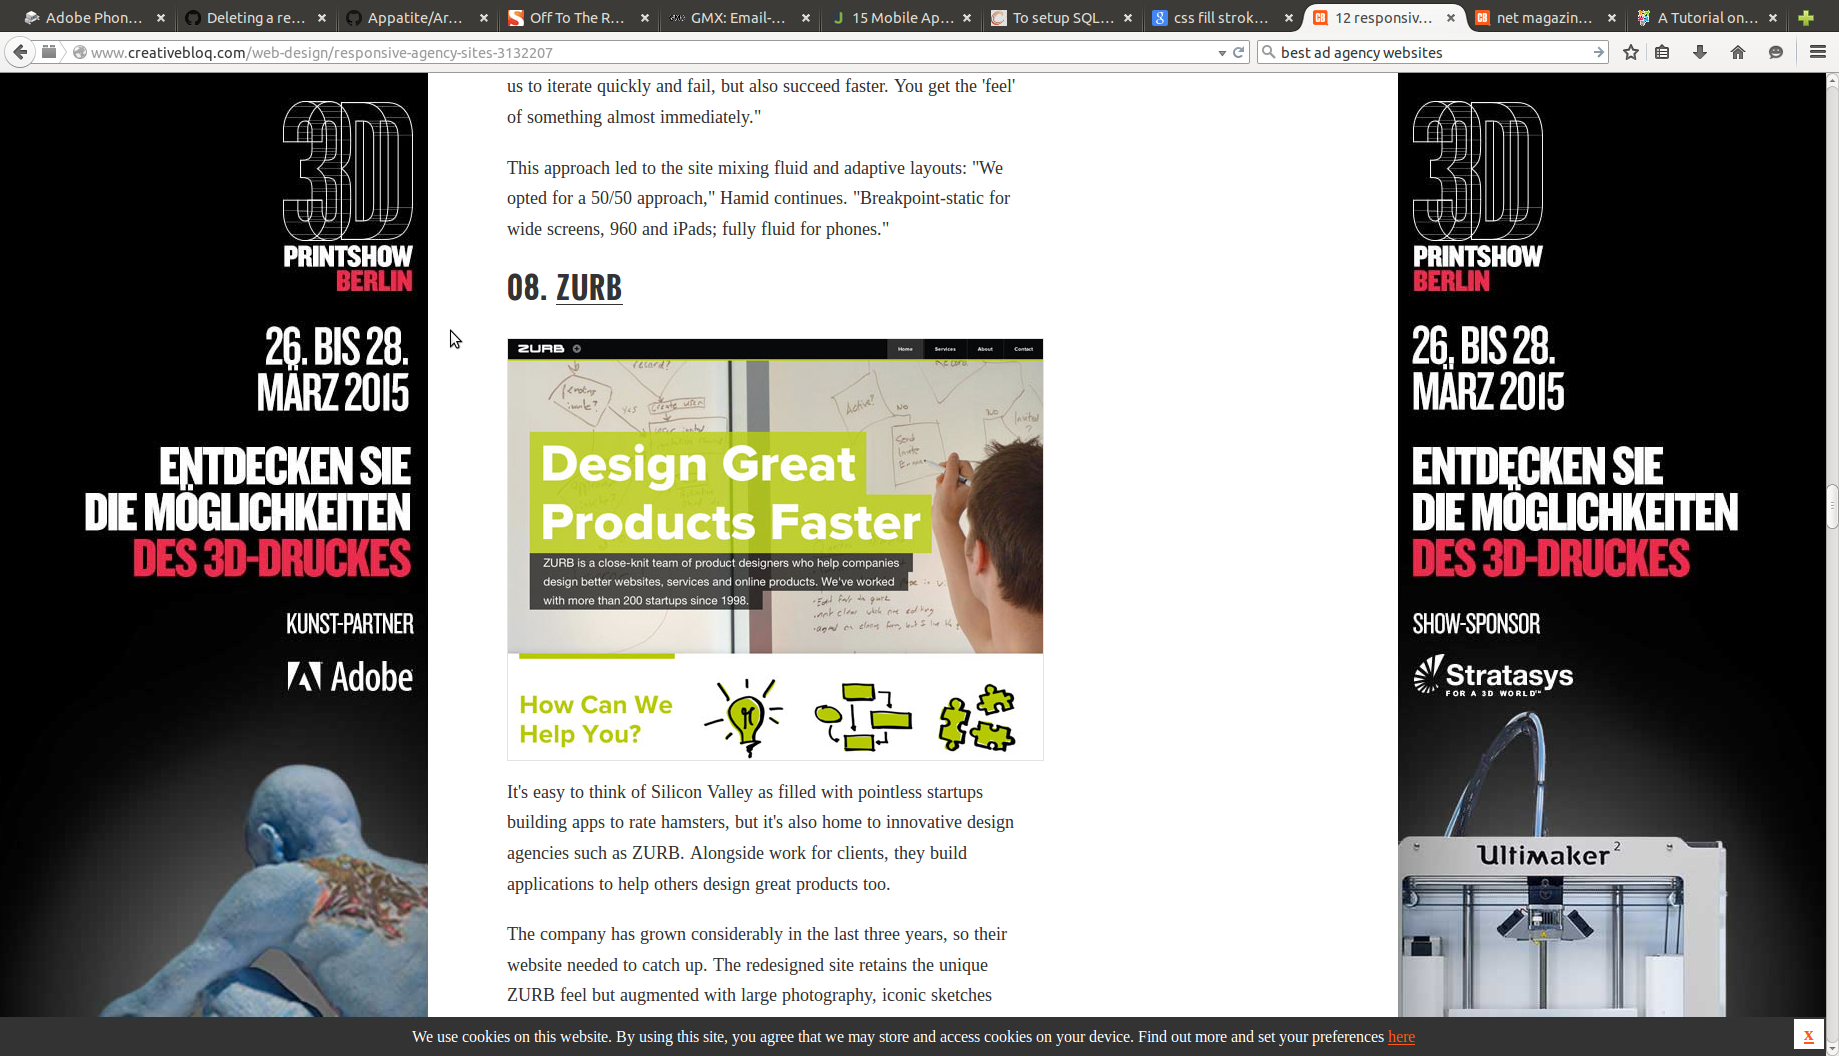 Adobe Phon...
Deleting a re...
Appatite/Ar...
Off To The R...
GMX: Email-...
15 Mobile Ap...
To setup SQL...
css fill strok...
12 responsiv...
net magazin...
A Tutorial on...
www.creativebloq.com/web-design/responsive-agency-sites-3132207
best ad agency websites
us to iterate quickly and fail, but also succeed faster. You get the 'feel'
of something almost immediately."
This approach led to the site mixing fluid and adaptive layouts: "We
opted for a 50/50 approach," Hamid continues. "Breakpoint-static for
wide screens, 960 and iPads; fully fluid for phones."
08. ZURB
ZURB
Home Services About Contact
record?
Create user
YES
Active?
NO
NO
Send
Invite
Design Great
Products Faster
ZURB is a close-knit team of product designers who help companies
design better websites, services and online products. We've worked
with more than 200 startups since 1998.
How Can We
Help You?
It's easy to think of Silicon Valley as filled with pointless startups
building apps to rate hamsters, but it's also home to innovative design
agencies such as ZURB. Alongside work for clients, they build
applications to help others design great products too.
The company has grown considerably in the last three years, so their
website needed to catch up. The redesigned site retains the unique
ZURB feel but augmented with large photography, iconic sketches
3D
PRINTSHOW
BERLIN
26. BIS 28.
MÄRZ 2015
ENTDECKEN SIE
DIE MÖGLICHKEITEN
DES 3D-DRUCKES
KUNST-PARTNER
Adobe
3D
PRINTSHOW
BERLIN
26. BIS 28.
MÄRZ 2015
ENTDECKEN SIE
DIE MÖGLICHKEITEN
DES 3D-DRUCKES
SHOW-SPONSOR
Stratasys
FOR A 3D WORLD™
Ultimaker 2
We use cookies on this website. By using this site, you agree that we may store and access cookies on your device. Find out more and set your preferences here
x